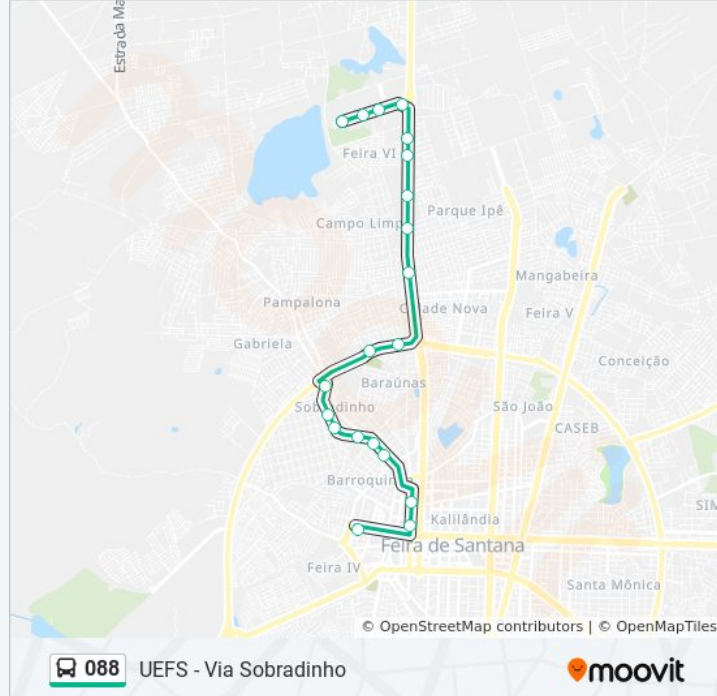 Estrada Ma
Feira VI
Parque Ipê
Campo Limp
Mangabeira
Pampalona
Cidade Nova
Feira V
Gabriela
Conceição
Baraúnas
Sobradinho
São João
CASEB
Barroquin
SIM
Kalilândia
Feira de Santana
Feira IV
Santa Mônica
© OpenStreetMap contributors | © OpenMapTiles
088 UEFS - Via Sobradinho
moovit